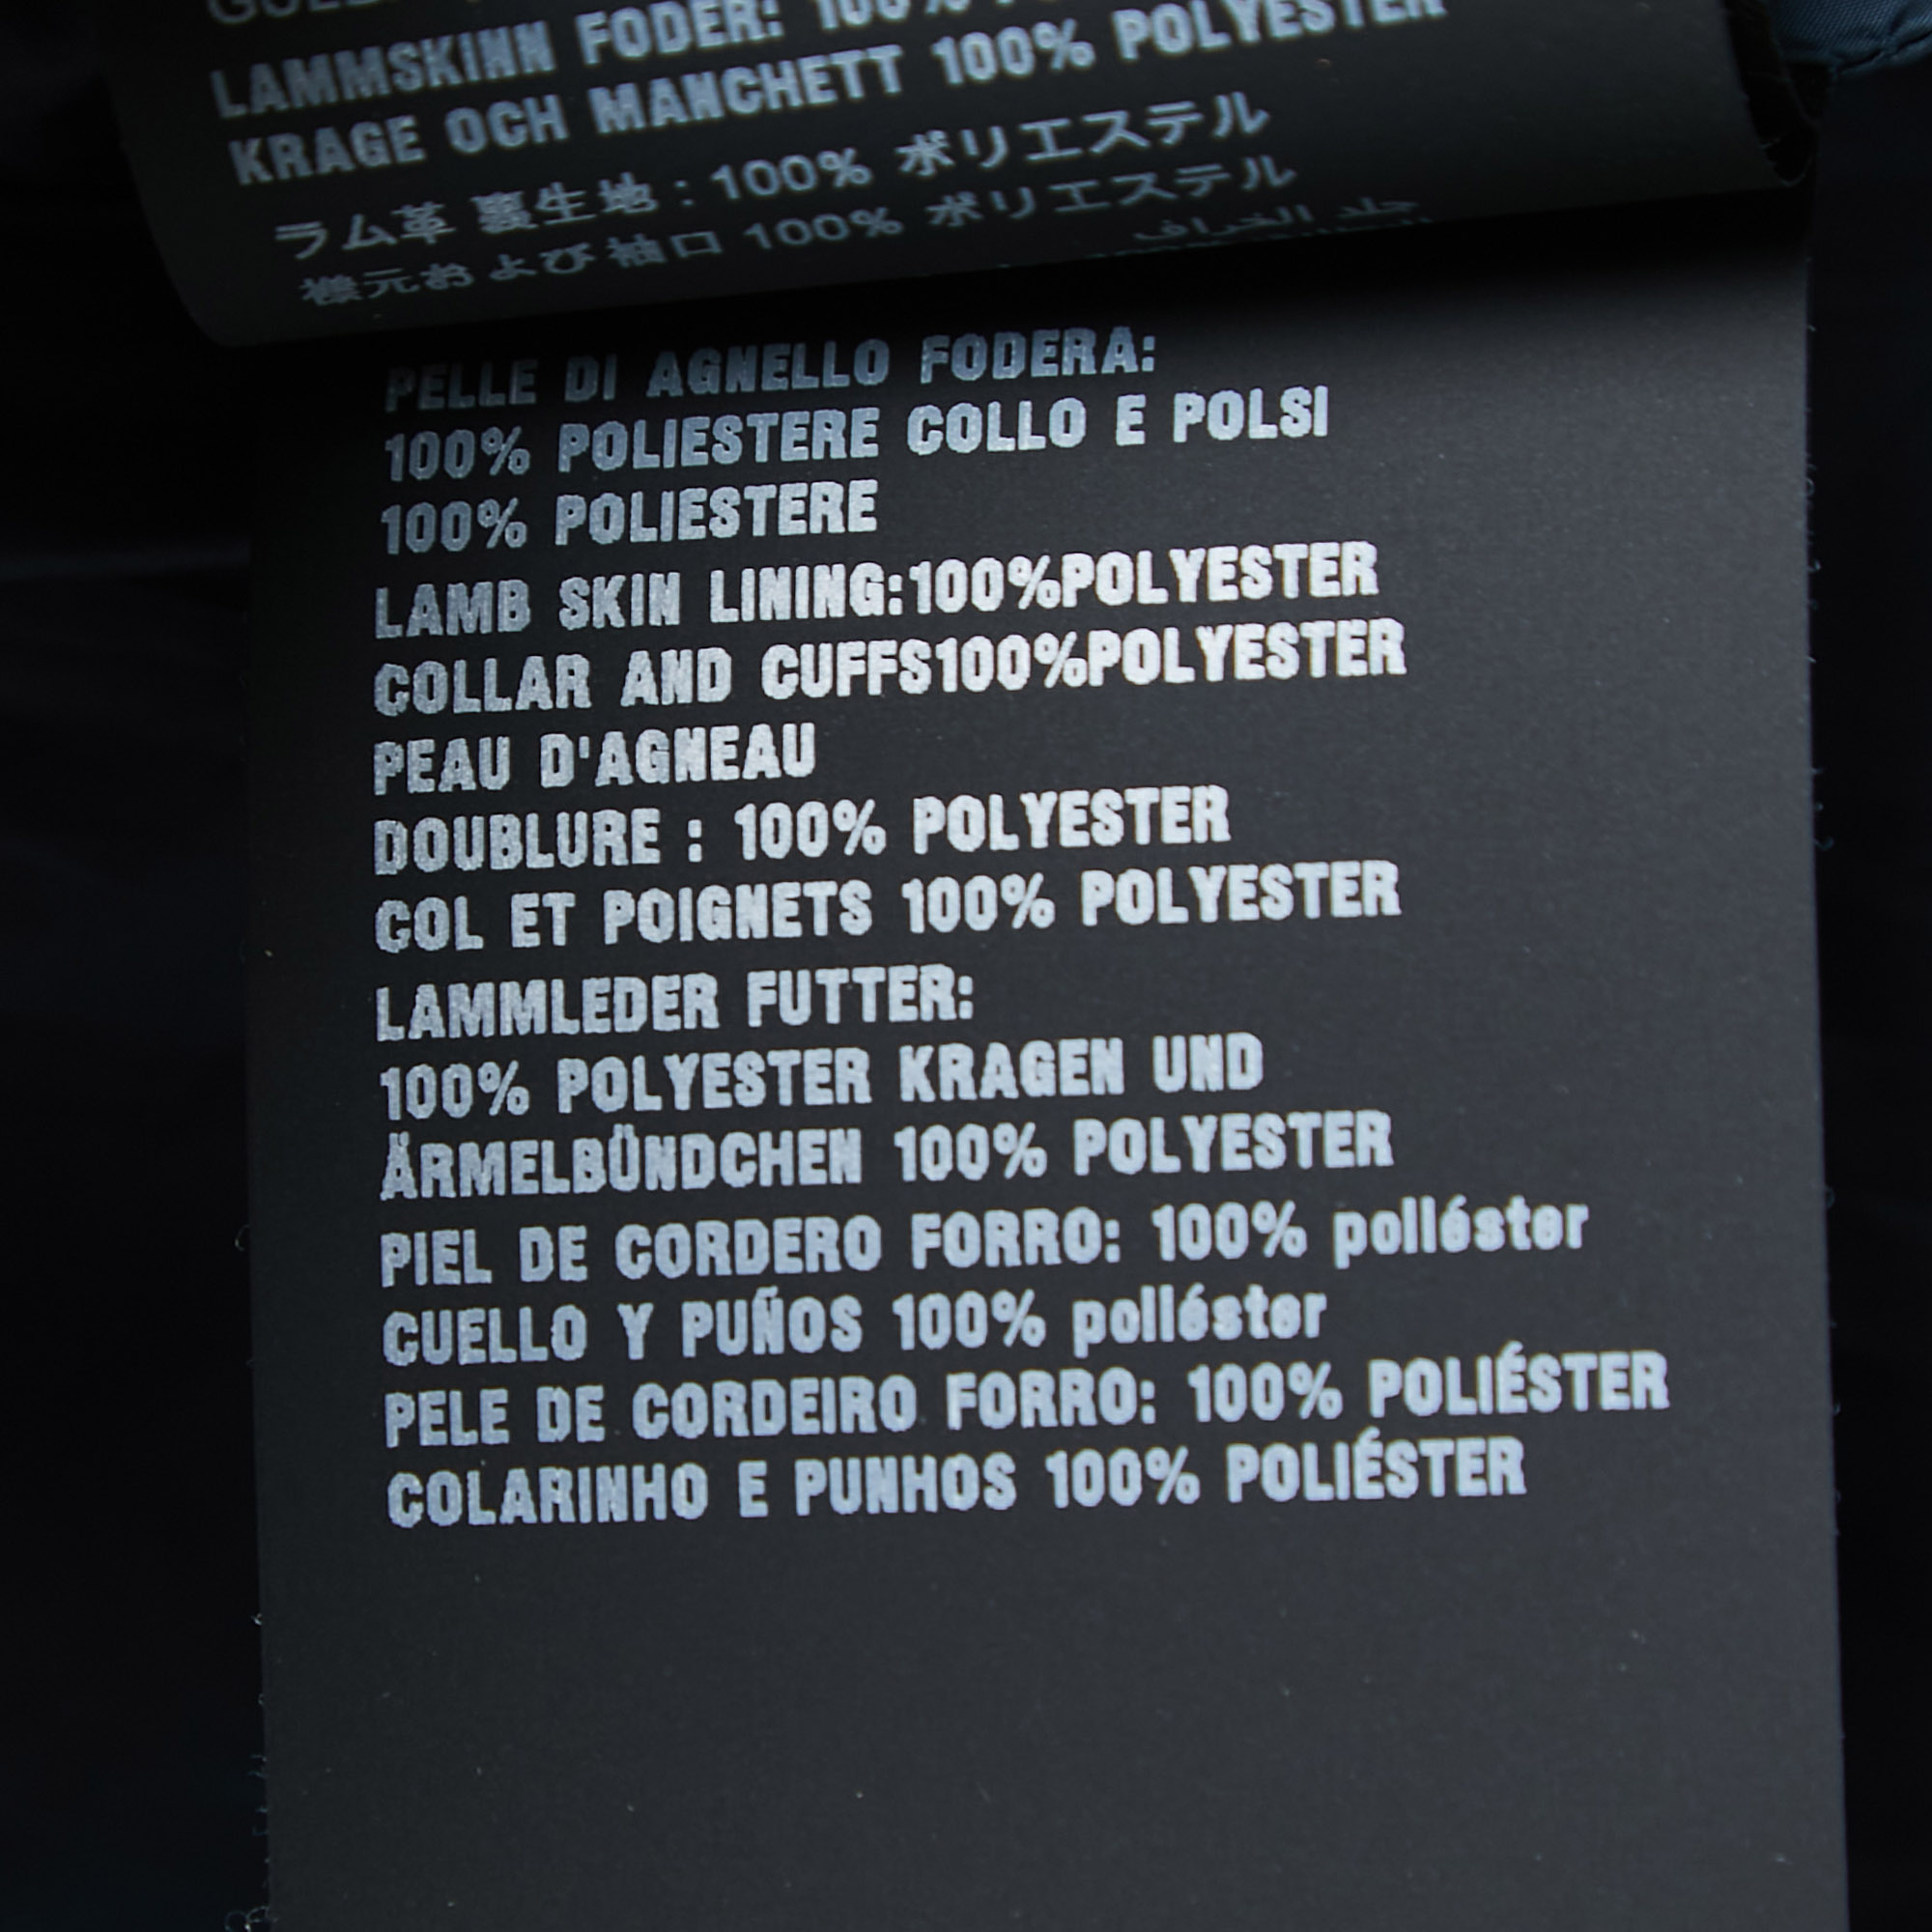 LAMMSKINN FODER: 100%
KRAGE OCH MANCHETT 100% POLYESTER
ラム革 裏生地 : 100% ポリエステル
襟元および袖口 100% ポリエステル
جلد الخراف
PELLE DI AGNELLO FODERA:
100% POLIESTERE COLLO E POLSI
100% POLIESTERE
LAMB SKIN LINING:100%POLYESTER
COLLAR AND CUFFS100%POLYESTER
PEAU D'AGNEAU
DOUBLURE : 100% POLYESTER
COL ET POIGNETS 100% POLYESTER
LAMMLEDER FUTTER:
100% POLYESTER KRAGEN UND
ÄRMELBÜNDCHEN 100% POLYESTER
PIEL DE CORDERO FORRO: 100% poliéster
CUELLO Y PUÑOS 100% poliéster
PELE DE CORDEIRO FORRO: 100% POLIÉSTER
COLARINHO E PUNHOS 100% POLIÉSTER